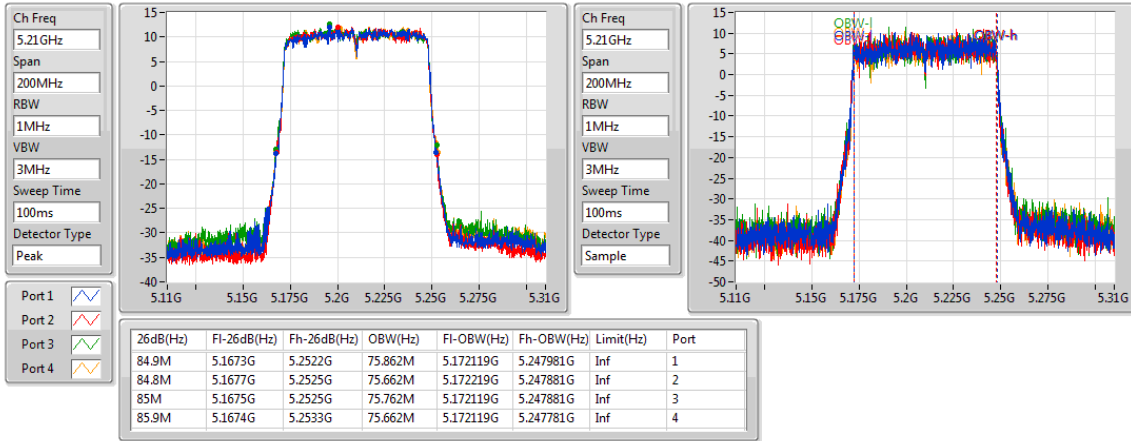 Ch Freq
5.21GHz
Span
200MHz
RBW
1MHz
VBW
3MHz
Sweep Time
100ms
Detector Type
Peak
15
10
5
0
-5
-10
-15
-20
-25
-30
-35
-40
5.11G 5.15G 5.175G 5.2G 5.225G 5.25G 5.275G 5.31G
Ch Freq
5.21GHz
Span
200MHz
RBW
1MHz
VBW
3MHz
Sweep Time
100ms
Detector Type
Sample
15
10
5
0
-5
-10
-15
-20
-25
-30
-35
-40
-45
-50
OBW-l
OBW-h
5.11G 5.15G 5.175G 5.2G 5.225G 5.25G 5.275G 5.31G
Port 1
Port 2
Port 3
Port 4
26dB(Hz) Fl-26dB(Hz) Fh-26dB(Hz) OBW(Hz) Fl-OBW(Hz) Fh-OBW(Hz) Limit(Hz) Port
84.9M 5.1673G 5.2522G 75.862M 5.172119G 5.247981G Inf 1
84.8M 5.1677G 5.2525G 75.662M 5.172219G 5.247881G Inf 2
85M 5.1675G 5.2525G 75.762M 5.172119G 5.247881G Inf 3
85.9M 5.1674G 5.2533G 75.662M 5.172119G 5.247781G Inf 4